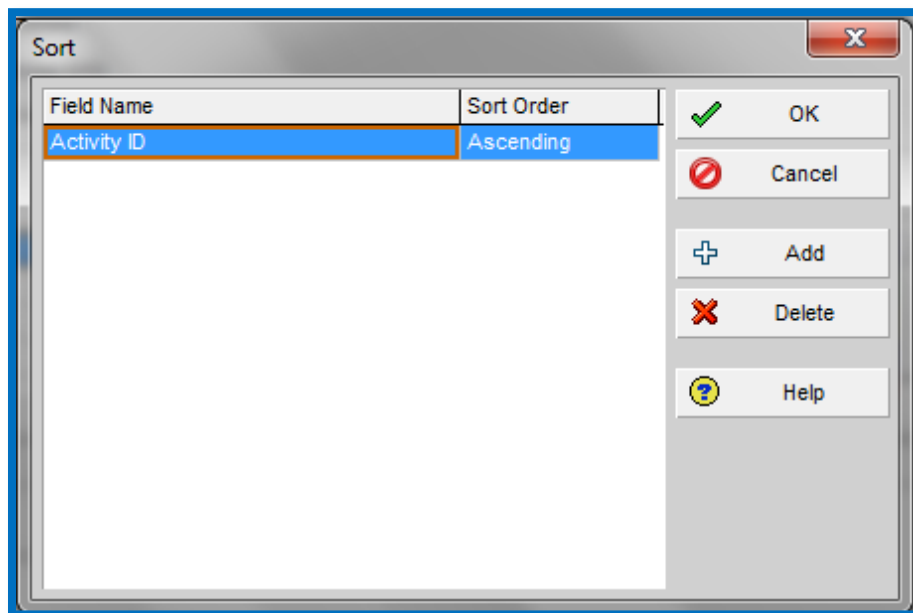 Sort
Field Name Sort Order
Activity ID Ascending
OK
Cancel
Add
Delete
Help